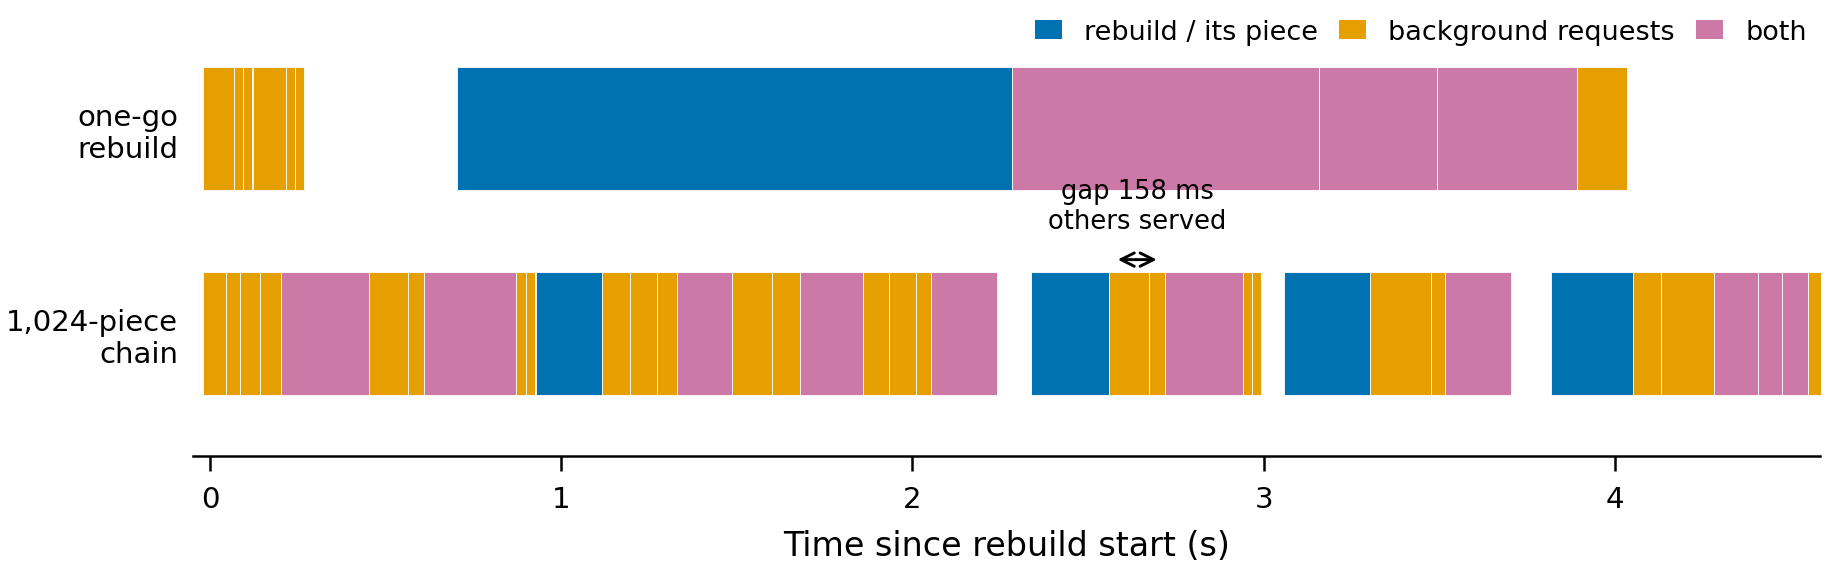 rebuild / its piece
background requests
both
one-go
rebuild
gap 158 ms
others served
1,024-piece
chain
0
1
2
3
4
Time since rebuild start (s)